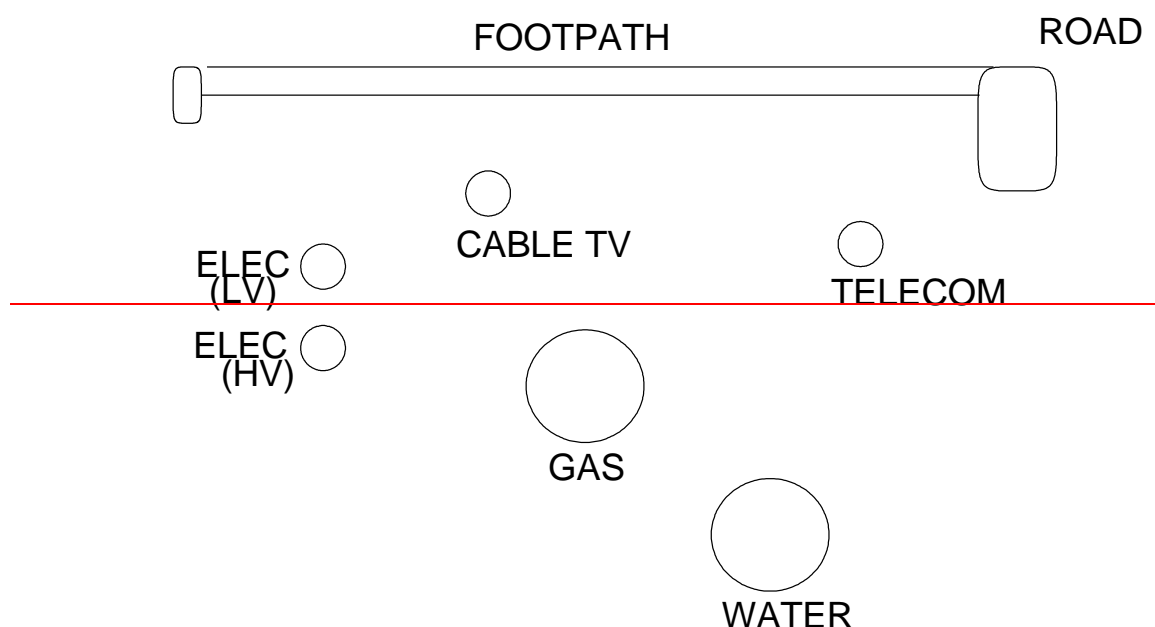 FOOTPATH
ROAD
CABLE TV
ELEC
(LV)
TELECOM
ELEC
(HV)
GAS
WATER